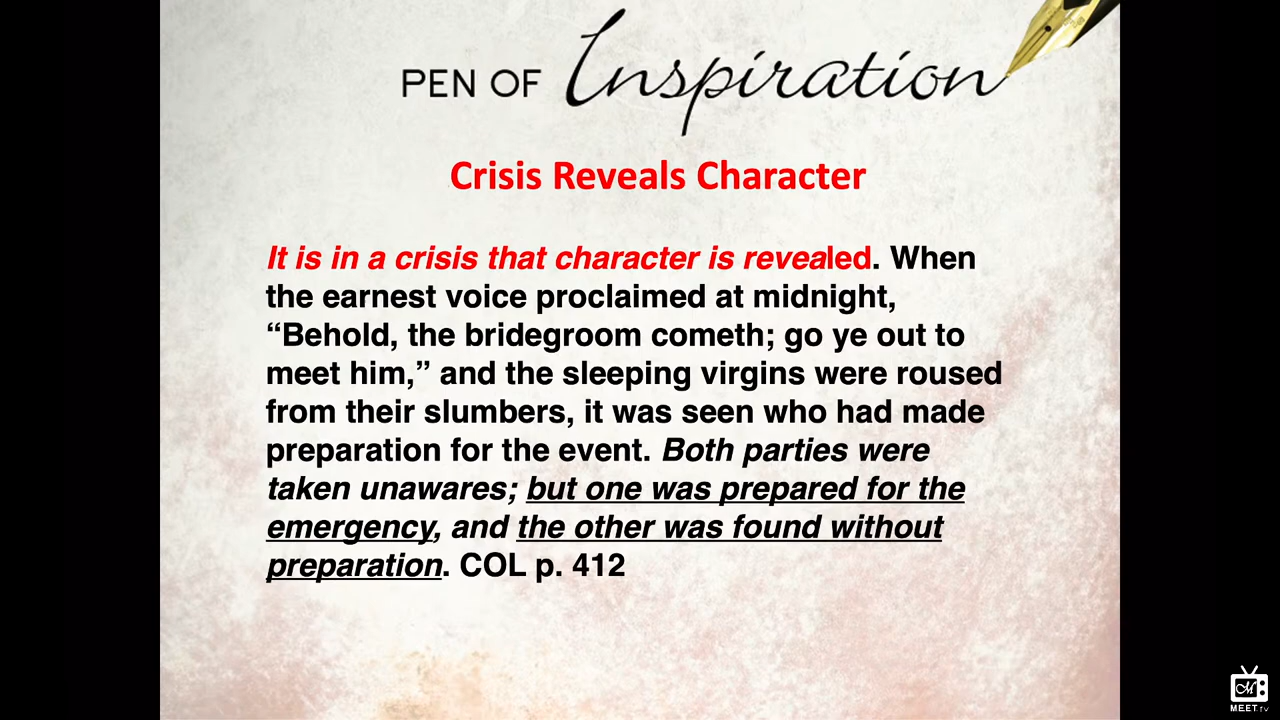 PEN OF Inspiration
Crisis Reveals Character
It is in a crisis that character is revealed. When
the earnest voice proclaimed at midnight,
“Behold, the bridegroom cometh; go ye out to
meet him,” and the sleeping virgins were roused
from their slumbers, it was seen who had made
preparation for the event. Both parties were
taken unawares; but one was prepared for the
emergency, and the other was found without
preparation. COL p. 412
M
MEET.TV